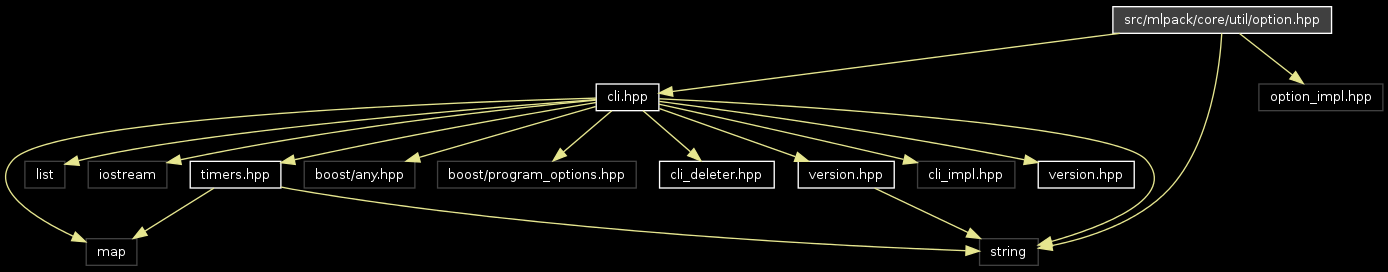 src/mlpack/core/util/option.hpp
cli.hpp
option_impl.hpp
list
iostream
timers.hpp
boost/any.hpp
boost/program_options.hpp
cli_deleter.hpp
version.hpp
cli_impl.hpp
version.hpp
map
string